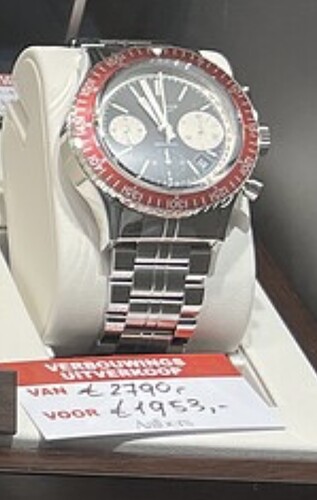 VERBOUWINGS
UITVERKOOP
VAN € 2790,-
VOOR € 1953,-